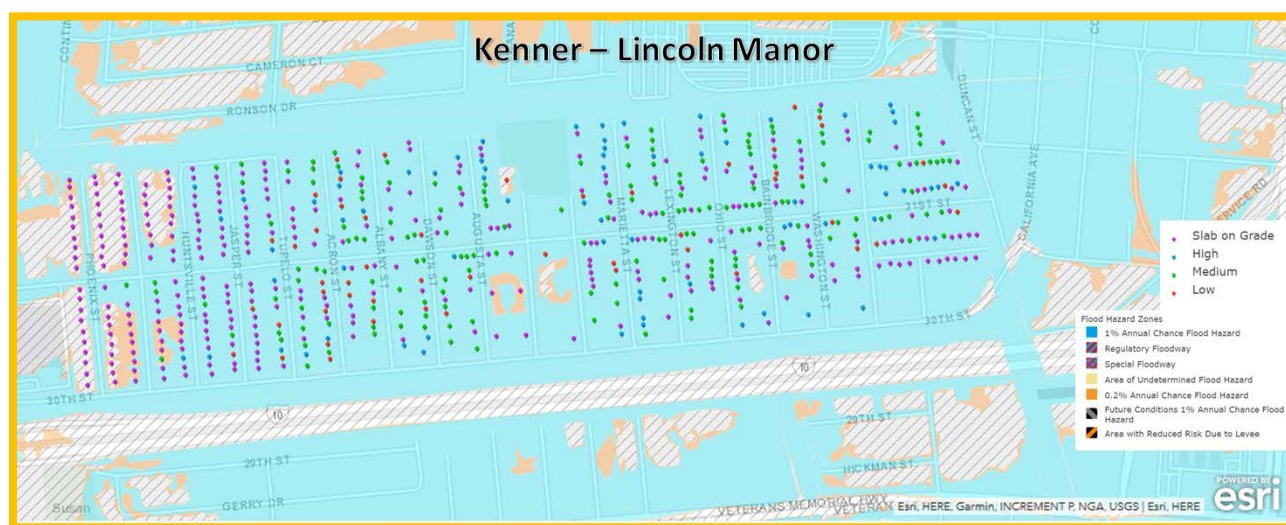 Kenner – Lincoln Manor
CAMERON CT
RONSON DR
DUNCAN ST
CALIFORNIA AVE
SERVICE RD
31ST ST
PHOENIX ST
HUNTSVILLE ST
JASPER ST
TUPELO ST
ACRON ST
ALBANY ST
DAWSON ST
AUGUSTA ST
MARIETTA ST
LEXINGTON ST
OHIO ST
BAINBRIDGE ST
WASHINGTON ST
30TH ST
30TH ST
10
10
29TH ST
29TH ST
HICKMAN ST
GERRY DR
Susan
VETERANS MEMORIAL HWY
Slab on Grade
High
Medium
Low
Flood Hazard Zones
1% Annual Chance Flood Hazard
Regulatory Floodway
Special Floodway
Area of Undetermined Flood Hazard
0.2% Annual Chance Flood Hazard
Future Conditions 1% Annual Chance Flood
Hazard
Area with Reduced Risk Due to Levee
POWERED BY
esri
Esri, HERE, Garmin, INCREMENT P, NGA, USGS | Esri, HERE